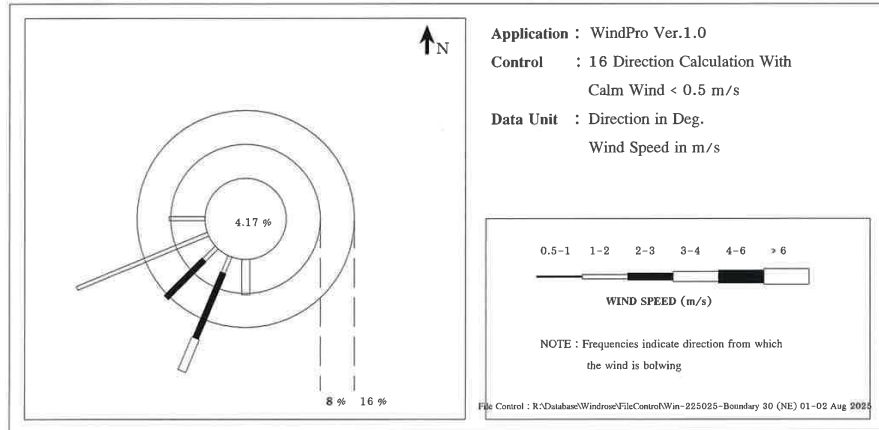 N
4.17 %
8 % 16 %
Application : WindPro Ver.1.0
Control : 16 Direction Calculation With
Calm Wind < 0.5 m/s
Data Unit : Direction in Deg.
Wind Speed in m/s
0.5-1 1-2 2-3 3-4 4-6 > 6
WIND SPEED (m/s)
NOTE : Frequencies indicate direction from which
the wind is bolwing
File Control : R:\Database\Windrose\FileControl\Win-225025-Boundary 30 (NE) 01-02 Aug 2025